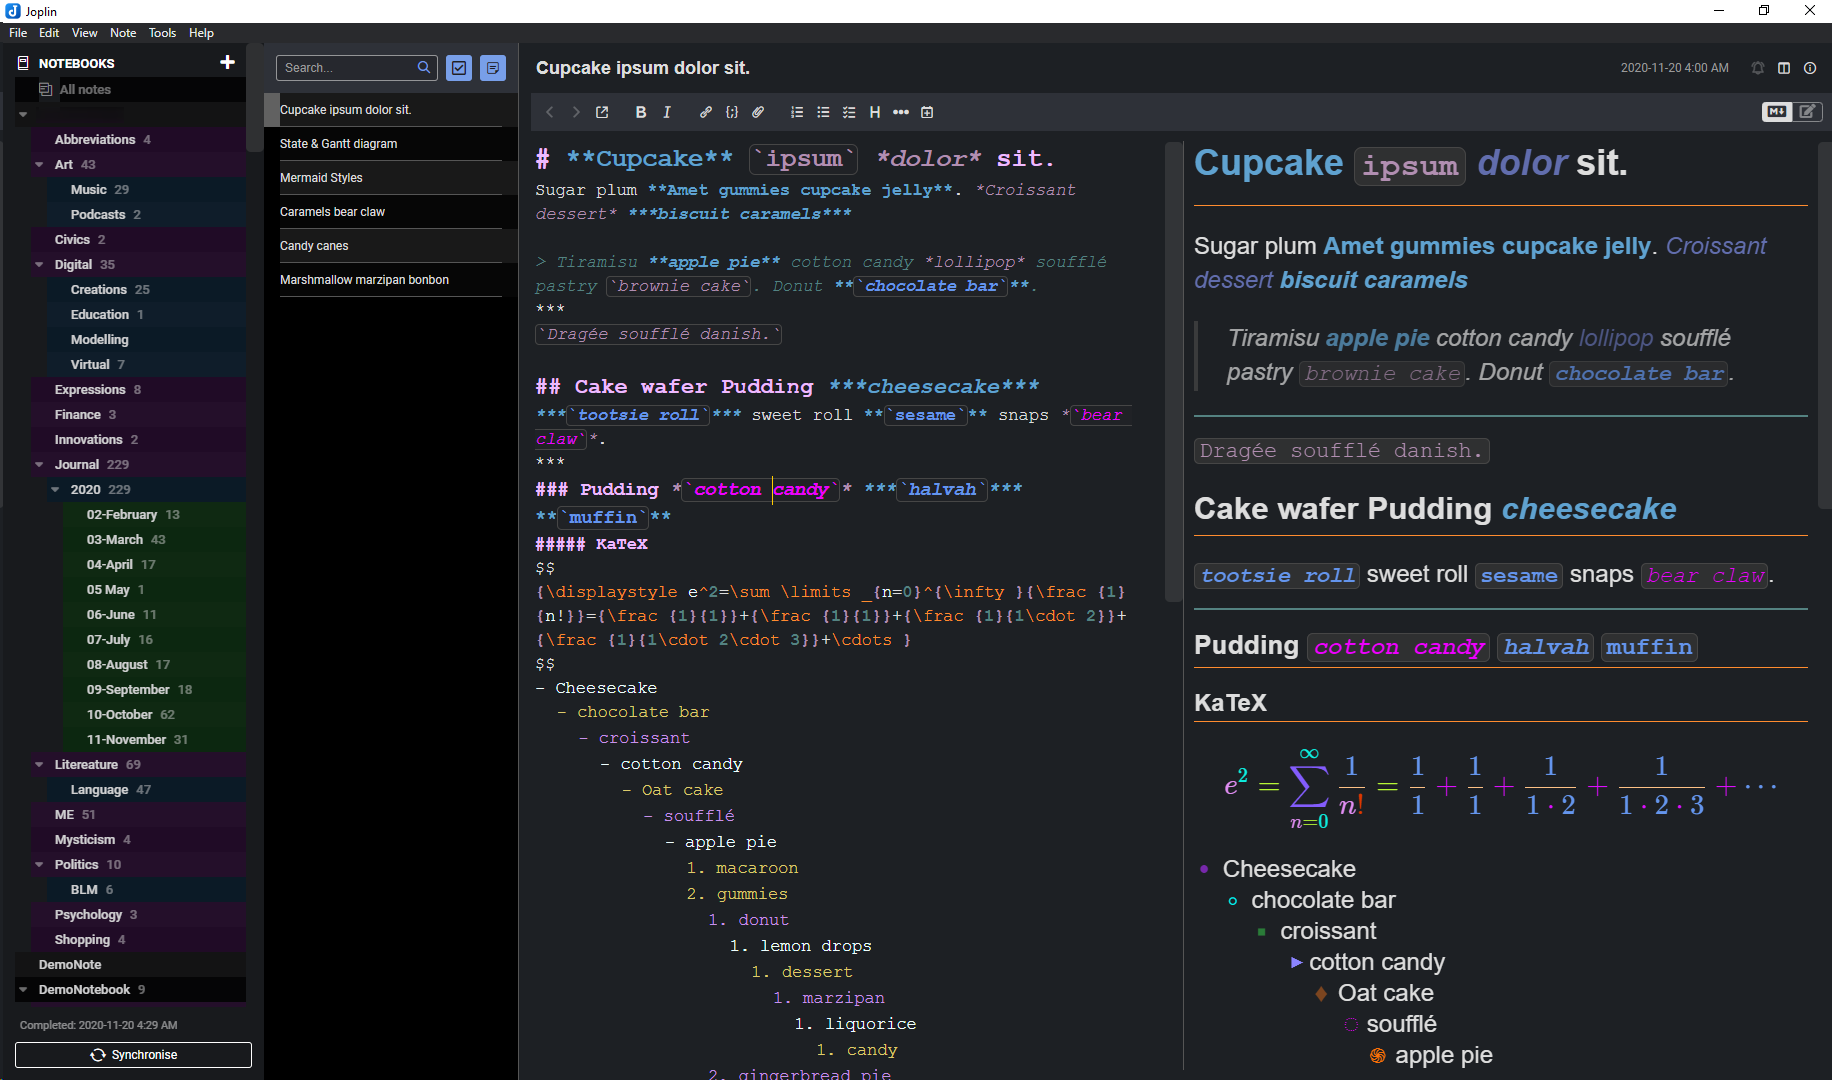 Joplin
File Edit View Note Tools Help
NOTEBOOKS
All notes
Abbreviations 4
Art 43
Music 29
Podcasts 2
Civics 2
Digital 35
Creations 25
Education 1
Modelling
Virtual 7
Expressions 8
Finance 3
Innovations 2
Journal 229
2020 229
02-February 13
03-March 43
04-April 17
05 May 1
06-June 11
07-July 16
08-August 17
09-September 18
10-October 62
11-November 31
Litereature 69
Language 47
ME 51
Mysticism 4
Politics 10
BLM 6
Psychology 3
Shopping 4
DemoNote
DemoNotebook 9
Completed: 2020-11-20 4:29 AM
Synchronise
Search...
Cupcake ipsum dolor sit.
State & Gantt diagram
Mermaid Styles
Caramels bear claw
Candy canes
Marshmallow marzipan bonbon
Cupcake ipsum dolor sit.
2020-11-20 4:00 AM
# **Cupcake** `ipsum` *dolor* sit.
Sugar plum **Amet gummies cupcake jelly**. *Croissant
dessert* ***biscuit caramels***
> Tiramisu **apple pie** cotton candy *lollipop* soufflé
pastry `brownie cake`. Donut **`chocolate bar`**.
***
`Dragée soufflé danish.`
## Cake wafer Pudding ***cheesecake***
***`tootsie roll`*** sweet roll **`sesame`** snaps *`bear
claw`*.
***
### Pudding *`cotton candy`* ***`halvah`***
**`muffin`**
##### KaTeX
$$
{\displaystyle e^2=\sum \limits _{n=0}^{\infty }{\frac {1}
{n!}}={\frac {1}{1}}+{\frac {1}{1}}+{\frac {1}{1\cdot 2}}+
{\frac {1}{1\cdot 2\cdot 3}}+\cdots }
$$
- Cheesecake
- chocolate bar
- croissant
- cotton candy
- Oat cake
- soufflé
- apple pie
1. macaroon
2. gummies
1. donut
1. lemon drops
1. dessert
1. marzipan
1. liquorice
1. candy
2. gingerbread pie
Cupcake ipsum dolor sit.
Sugar plum Amet gummies cupcake jelly. Croissant
dessert biscuit caramels
Tiramisu apple pie cotton candy lollipop soufflé
pastry brownie cake. Donut chocolate bar.
Dragée soufflé danish.
Cake wafer Pudding cheesecake
tootsie roll sweet roll sesame snaps bear claw.
Pudding cotton candy halvah muffin
KaTeX
e² = ∑ n=0 ∞ 1/n! = 1/1 + 1/1 + 1/1·2 + 1/1·2·3 + ···
Cheesecake
chocolate bar
croissant
cotton candy
Oat cake
soufflé
apple pie